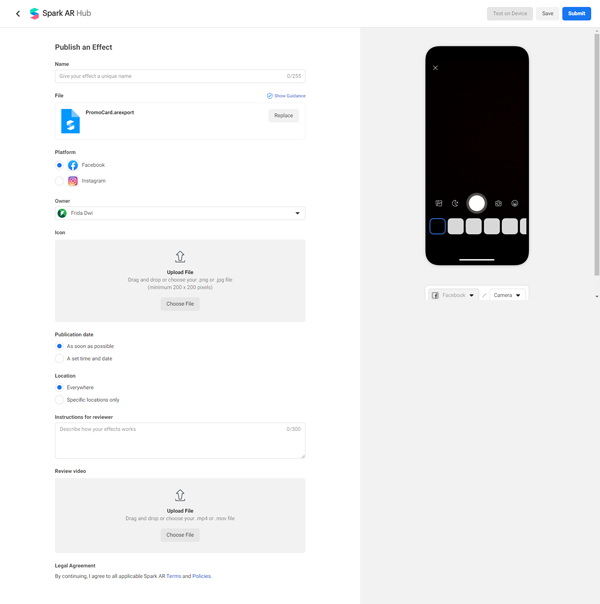 Spark AR Hub
Test on Device
Save
Submit
Publish an Effect
Name
Give your effect a unique name
0/255
File
Show Guidance
PromoCard.arexport
Replace
Platform
Facebook
Instagram
Owner
Frida Dwi
Icon
Upload File
Drag and drop or choose your .png or .jpg file
(minimum 200 x 200 pixels)
Choose File
Publication date
As soon as possible
A set time and date
Location
Everywhere
Specific locations only
Instructions for reviewer
Describe how your effects works
0/300
Review video
Upload File
Drag and drop or choose your .mp4 or .mov file
Choose File
Legal Agreement
By continuing, I agree to all applicable Spark AR Terms and Policies.
Facebook
Camera